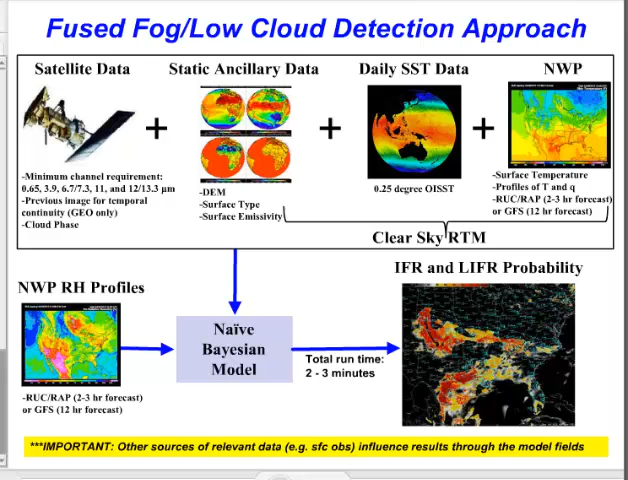 Fused Fog/Low Cloud Detection Approach
Satellite Data
Static Ancillary Data
Daily SST Data
NWP
+
+
+
-Minimum channel requirement:
0.65, 3.9, 6.7/7.3, 11, and 12/13.3 µm
-Previous image for temporal
continuity (GEO only)
-Cloud Phase
-DEM
-Surface Type
-Surface Emissivity
0.25 degree OISST
-Surface Temperature
-Profiles of T and q
-RUC/RAP (2-3 hr forecast)
or GFS (12 hr forecast)
Clear Sky RTM
NWP RH Profiles
-RUC/RAP (2-3 hr forecast)
or GFS (12 hr forecast)
Naïve
Bayesian
Model
Total run time:
2 - 3 minutes
IFR and LIFR Probability
***IMPORTANT: Other sources of relevant data (e.g. sfc obs) influence results through the model fields